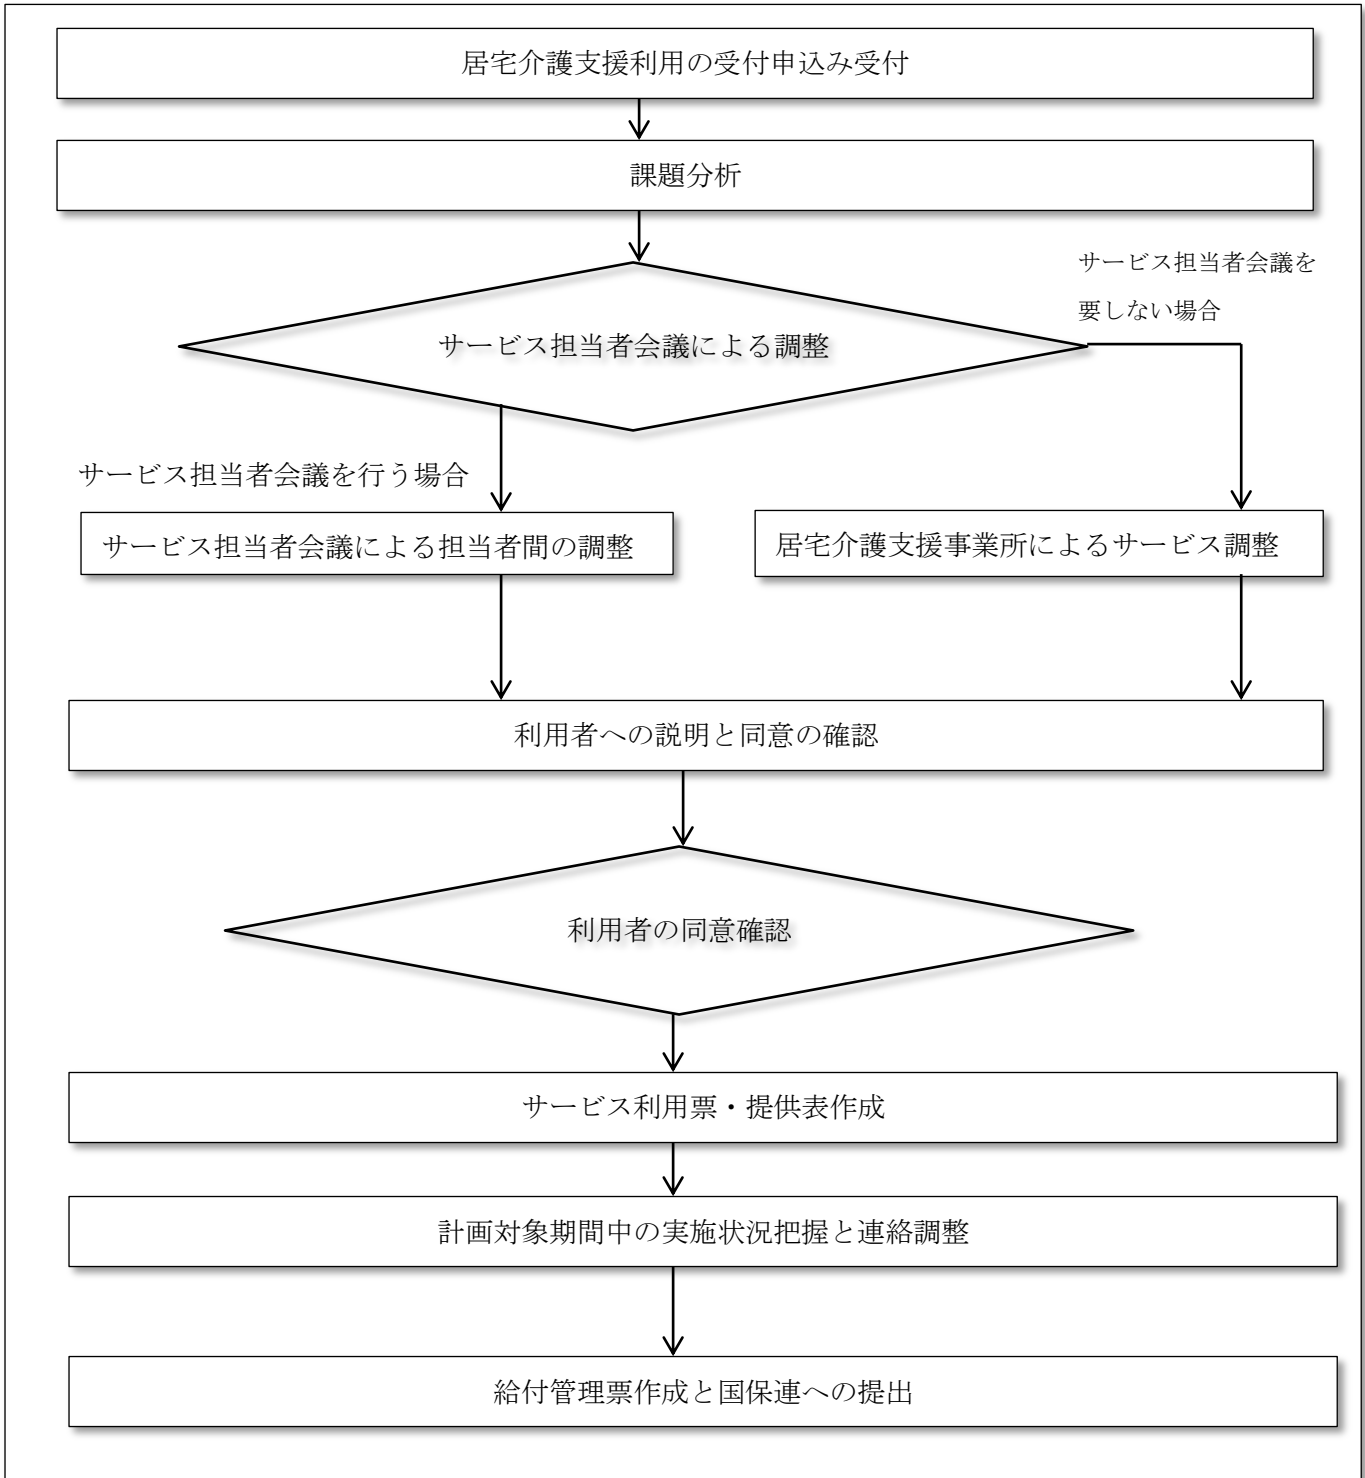 居宅介護支援利用の受付申込み受付
課題分析
サービス担当者会議を
要しない場合
サービス担当者会議による調整
サービス担当者会議を行う場合
サービス担当者会議による担当者間の調整
居宅介護支援事業所によるサービス調整
利用者への説明と同意の確認
利用者の同意確認
サービス利用票・提供表作成
計画対象期間中の実施状況把握と連絡調整
給付管理票作成と国保連への提出